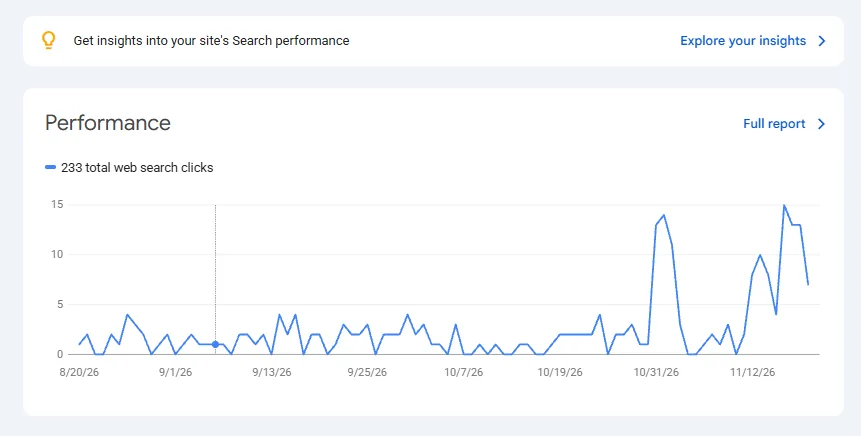 Get insights into your site's Search performance
Explore your insights
Performance
Full report
233 total web search clicks
15
10
5
0
8/20/26
9/1/26
9/13/26
9/25/26
10/7/26
10/19/26
10/31/26
11/12/26